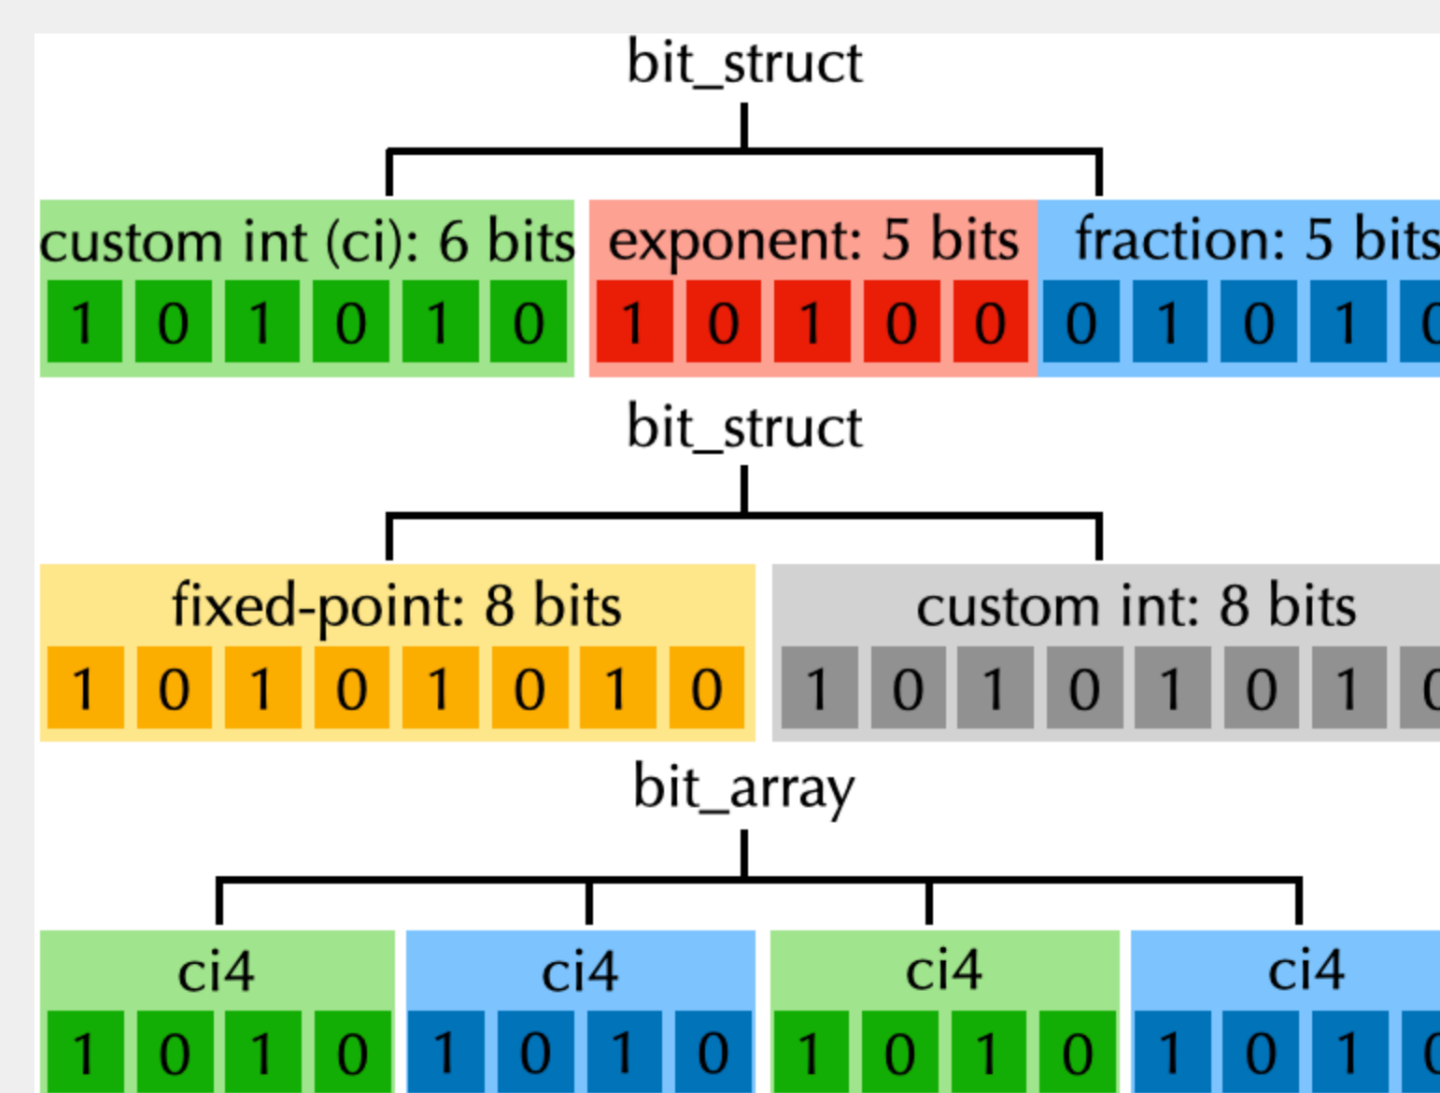 bit_struct
custom int (ci): 6 bits exponent: 5 bits fraction: 5 bits
1 0 1 0 1 0 1 0 1 0 0 0 1 0 1 0
bit_struct
fixed-point: 8 bits custom int: 8 bits
1 0 1 0 1 0 1 0 1 0 1 0 1 0 1 0
bit_array
ci4 ci4 ci4 ci4
1 0 1 0 1 0 1 0 1 0 1 0 1 0 1 0